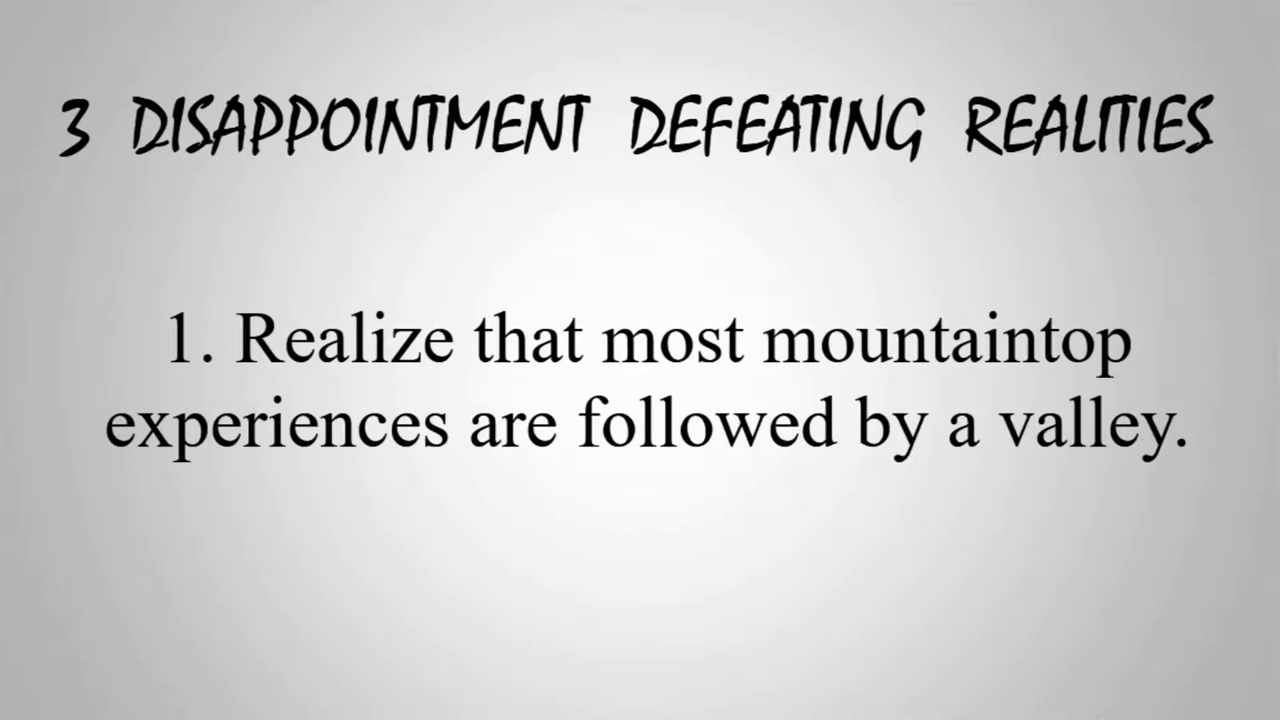 3 DISAPPOINTMENT DEFEATING REALITIES
1. Realize that most mountaintop
experiences are followed by a valley.